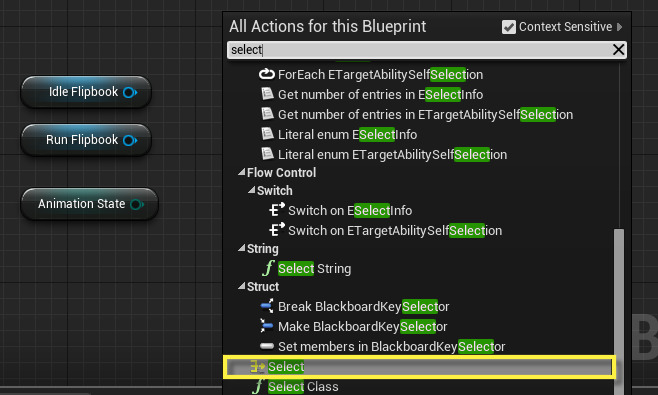 All Actions for this Blueprint
Context Sensitive
select
Idle Flipbook
Run Flipbook
Animation State
ForEach ETargetAbilitySelfSelection
Get number of entries in ESelectInfo
Get number of entries in ETargetAbilitySelfSelection
Literal enum ESelectInfo
Literal enum ETargetAbilitySelfSelection
Flow Control
Switch
Switch on ESelectInfo
Switch on ETargetAbilitySelfSelection
String
Select String
Struct
Break BlackboardKeySelector
Make BlackboardKeySelector
Set members in BlackboardKeySelector
Select
Select Class
B